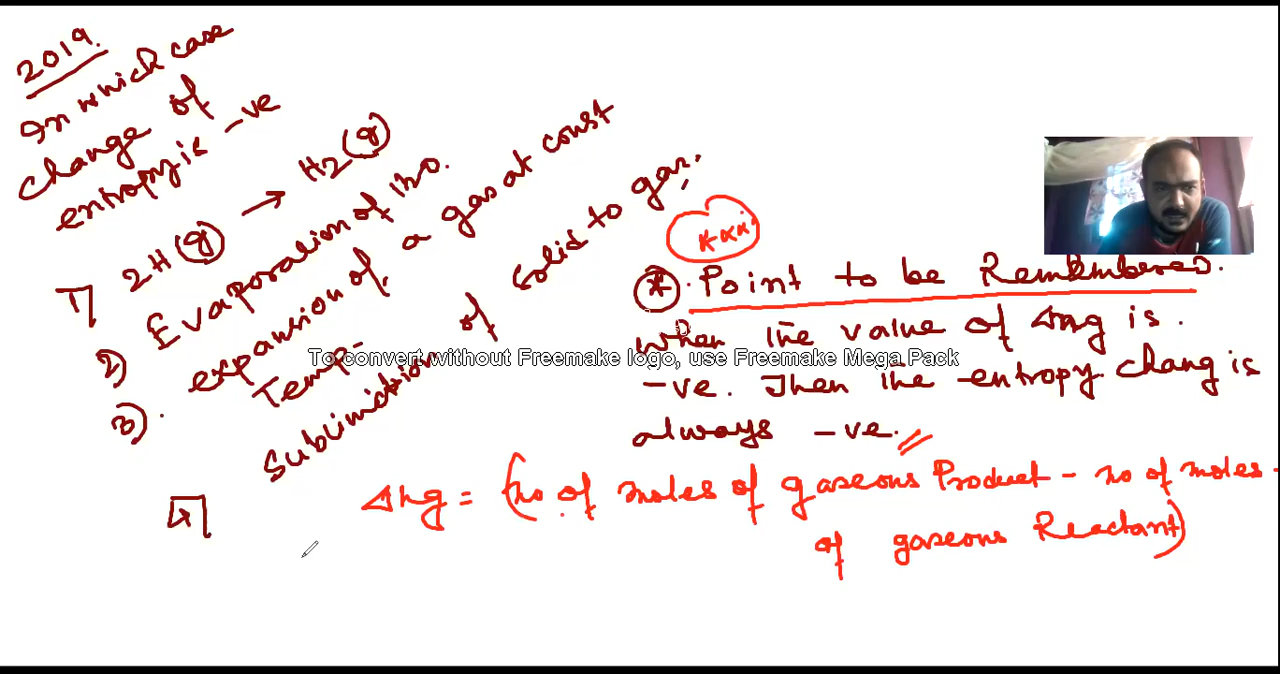 2019.
In which case
change of
entropy is -ve
1) 2H(g) → H2(g)
2) Evaporation of H2O.
3). expansion of a gas at const
Temp-
4) Sublimation of solid to gas.
***
* Point to be Remembered.
When the value of Δng is.
-ve. Then the entropy chang is
always -ve.
Δng = (no of moles of gaseous Product - no of moles -
of gaseous Reactant)
To convert without Freemake logo, use Freemake Mega Pack